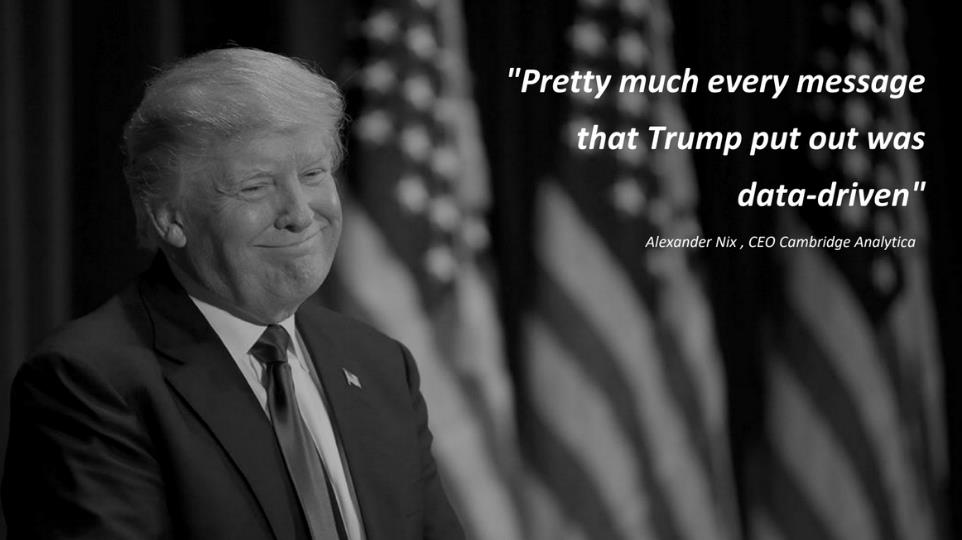 "Pretty much every message
that Trump put out was
data-driven"
Alexander Nix , CEO Cambridge Analytica